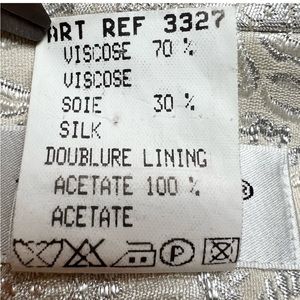 ART REF 3327
VISCOSE 70 %
VISCOSE
SOIE 30 %
SILK
DOUBLURE LINING
ACETATE 100 %
ACETATE
®
P